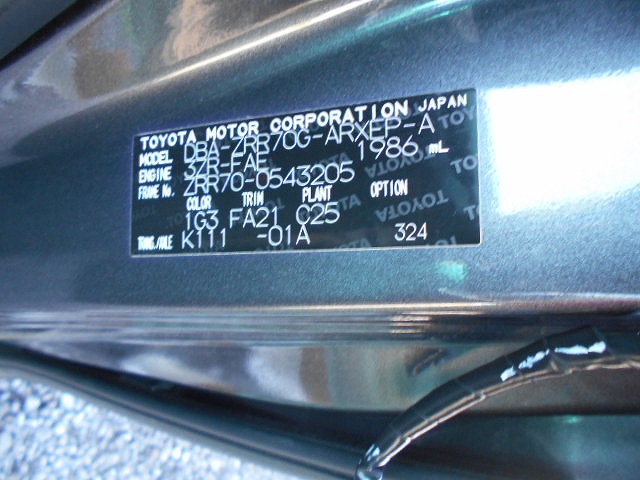 TOYOTA MOTOR CORPORATION JAPAN
MODEL DBA-ZRR70G-ARXEP-A
ENGINE 3ZR-FAE 1986 mL
FRAME No. ZRR70-0543205
COLOR TRIM PLANT OPTION
1G3 FA21 C25
TRANS./AXLE K111 -01A 324